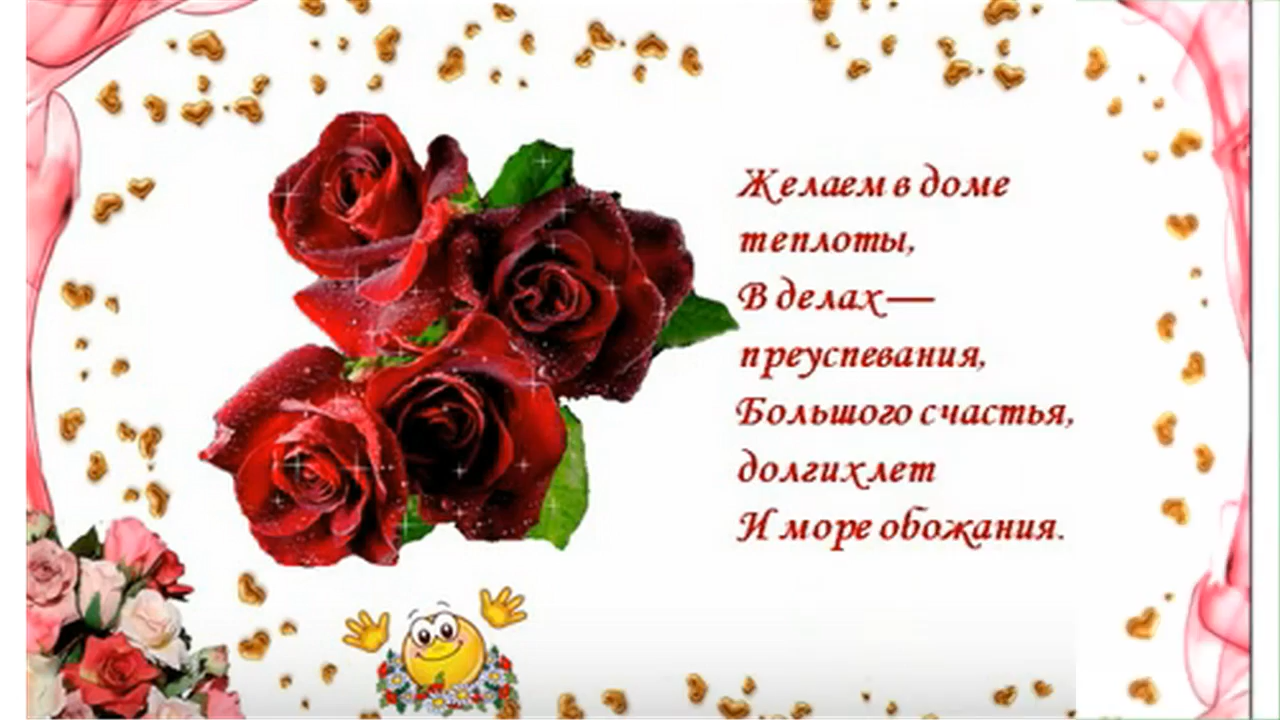 Желаем в доме
теплоты,
В делах—
преуспевания,
Большого счастья,
долгих лет
И море обожания.